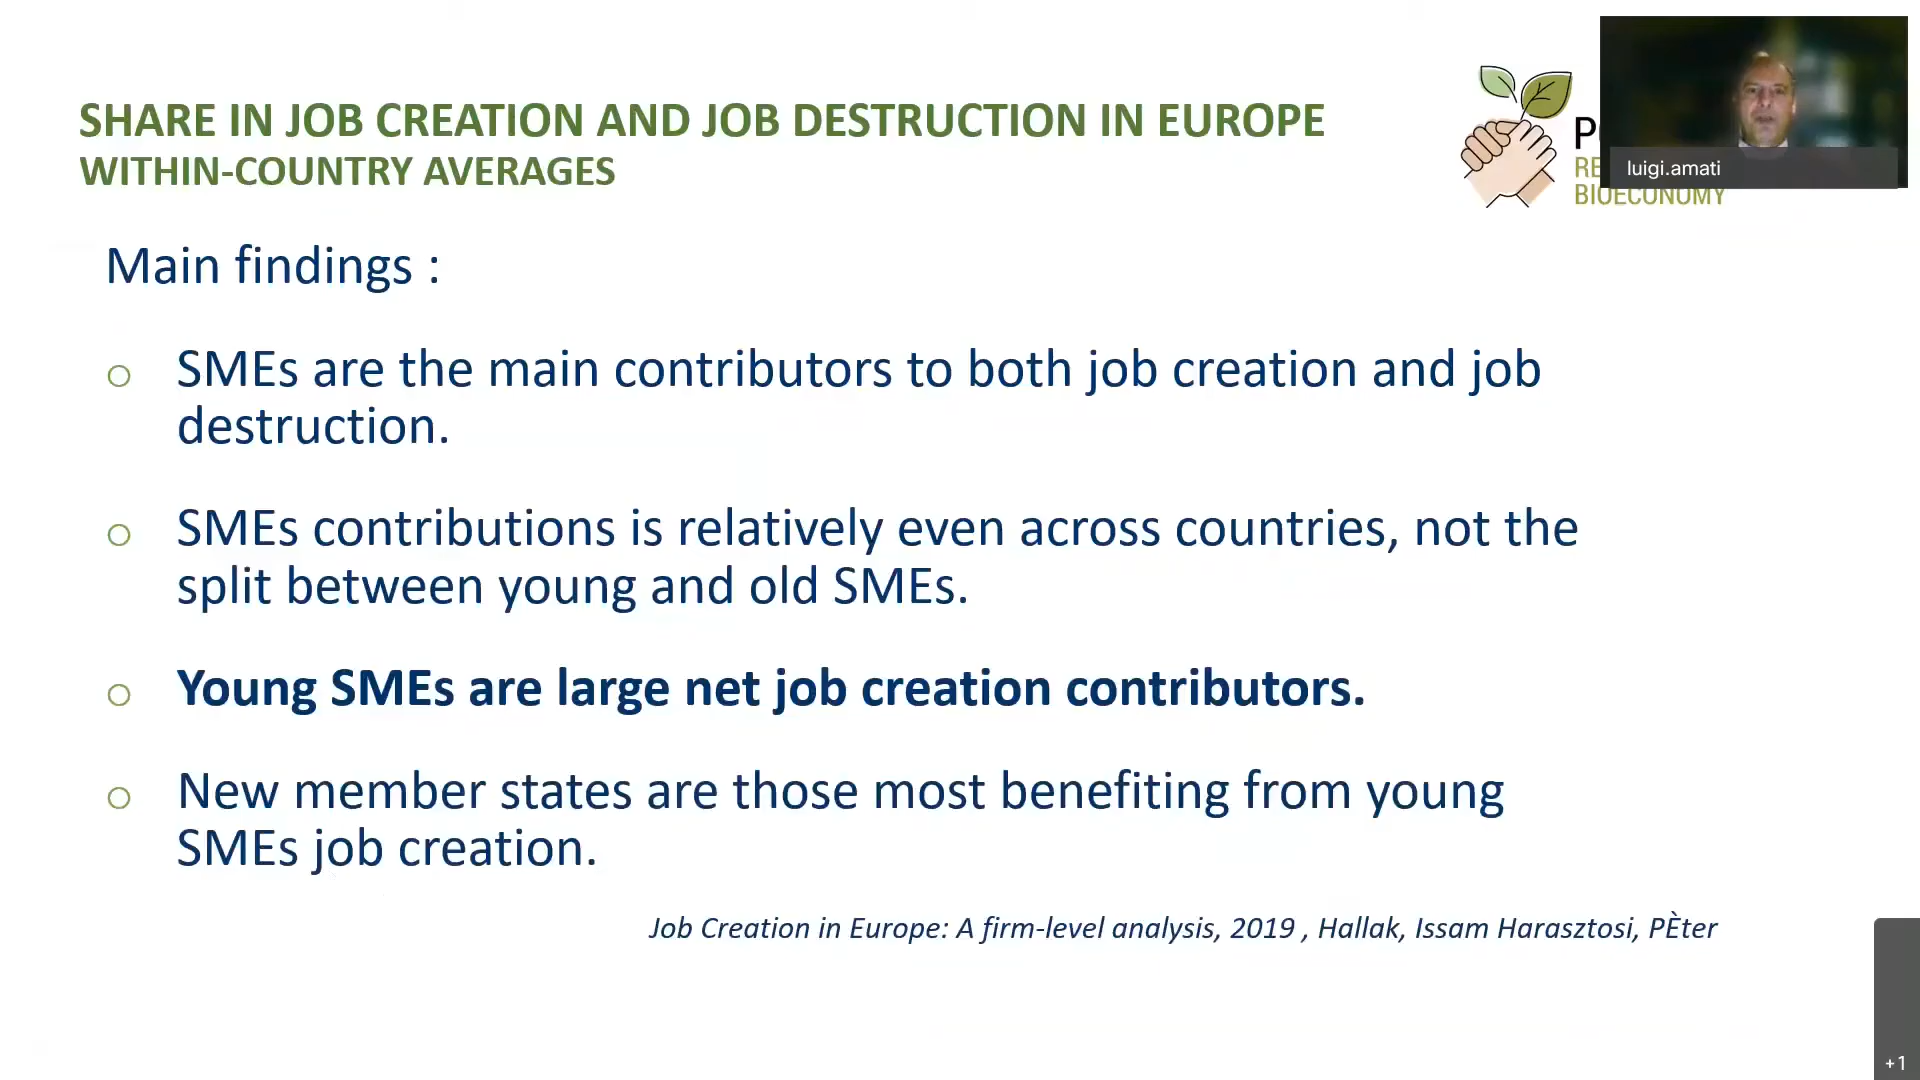 SHARE IN JOB CREATION AND JOB DESTRUCTION IN EUROPE
WITHIN-COUNTRY AVERAGES
luigi.amati
BIOECONOMY
Main findings :
SMEs are the main contributors to both job creation and job
destruction.
SMEs contributions is relatively even across countries, not the
split between young and old SMEs.
Young SMEs are large net job creation contributors.
New member states are those most benefiting from young
SMEs job creation.
Job Creation in Europe: A firm-level analysis, 2019 , Hallak, Issam Harasztosi, PÈter
+1